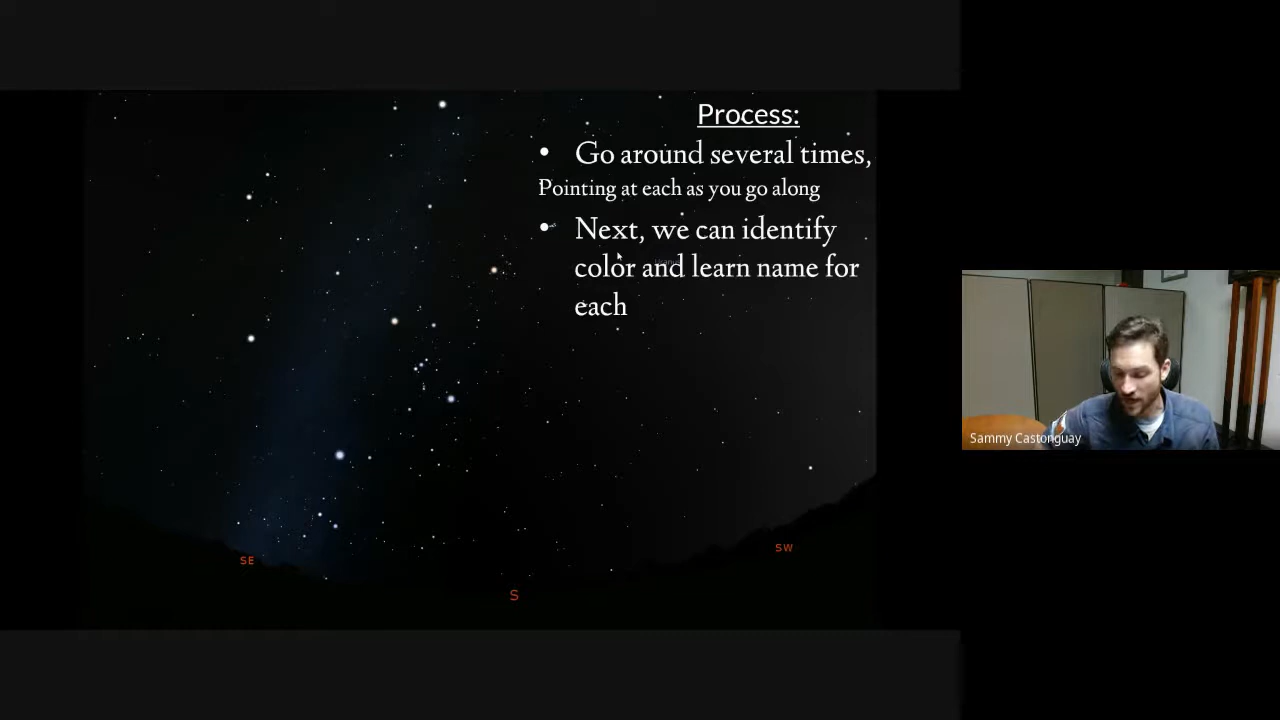 Process:
• Go around several times,
Pointing at each as you go along
• Next, we can identify
color and learn name for
each
SE
S
SW
Sammy Castonguay